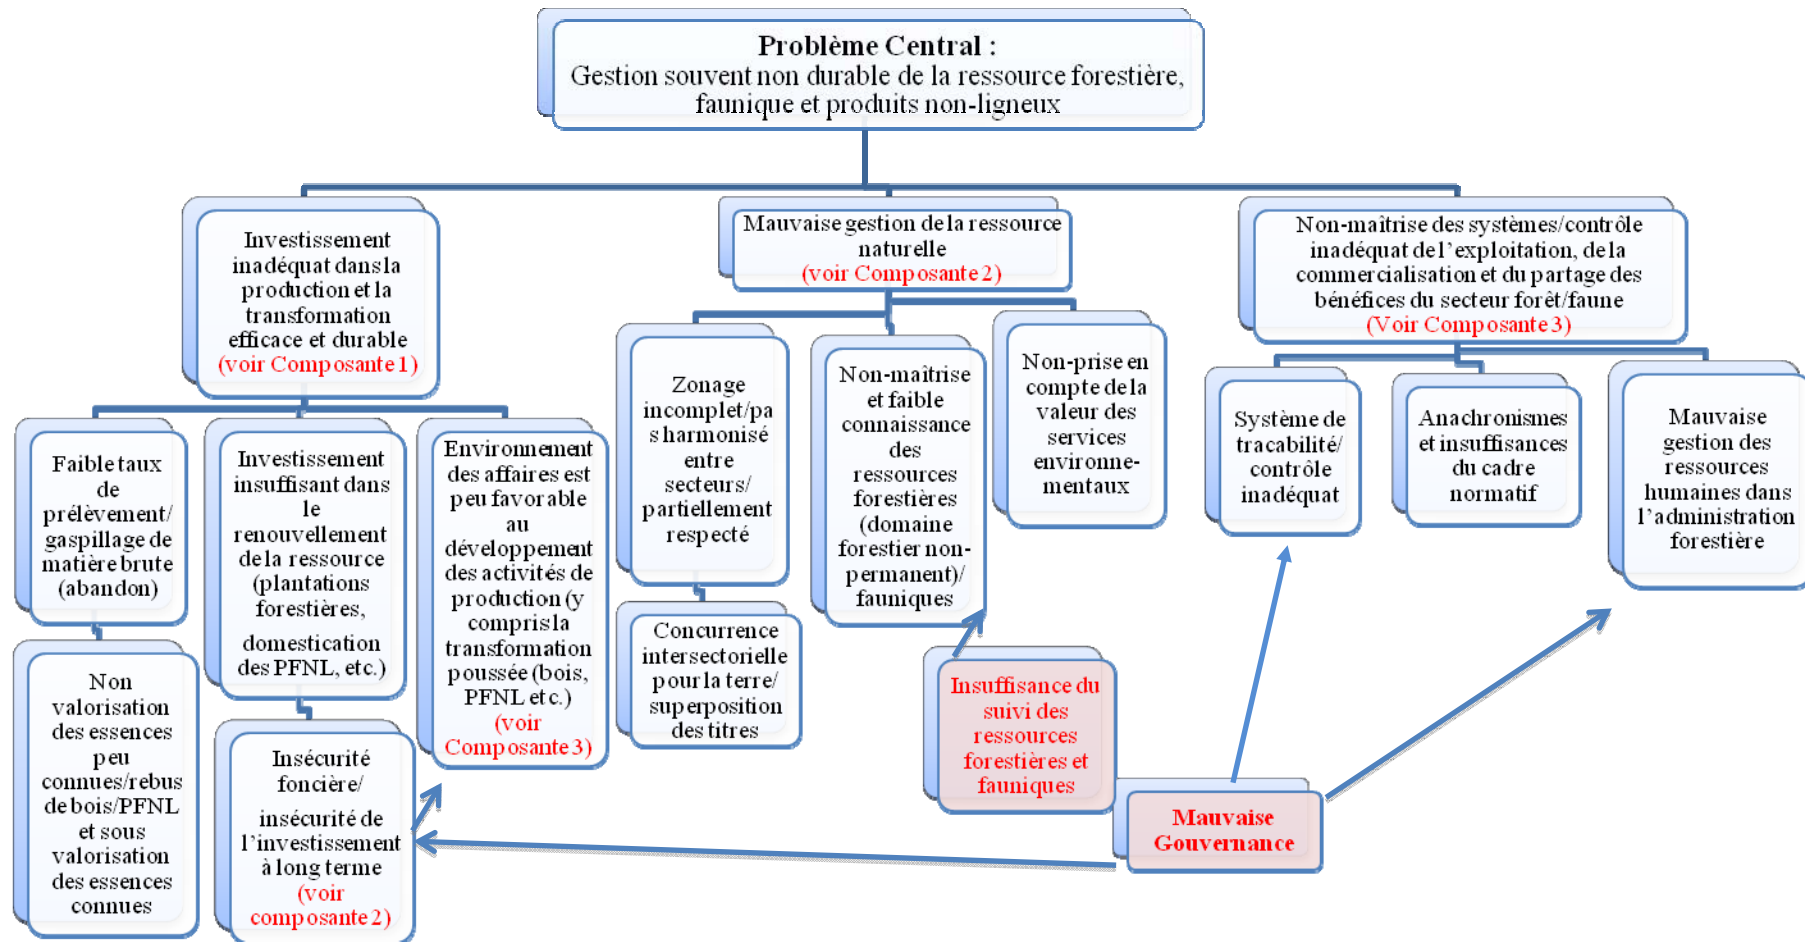 Problème Central :
Gestion souvent non durable de la ressource forestière,
faunique et produits non-ligneux
Investissement
inadéquat dans la
production et la
transformation
efficace et durable
(voir Composante 1)
Mauvaise gestion de la ressource
naturelle
(voir Composante 2)
Non-maîtrise des systèmes/contrôle
inadéquat de l'exploitation, de la
commercialisation et du partage des
bénéfices du secteur forêt/faune
(Voir Composante 3)
Faible taux
de
prélèvement/
gaspillage de
matière brute
(abandon)
Investissement
insuffisant dans
le
renouvellement
de la ressource
(plantations
forestières,
domestication
des PFNL, etc.)
Environnement
des affaires est
peu favorable
au
développement
des activités de
production (y
compris la
transformation
poussée (bois,
PFNL etc.)
(voir
Composante 3)
Zonage
incomplet/pa
s harmonisé
entre
secteurs/
partiellement
respecté
Non-maîtrise
et faible
connaissance
des
ressources
forestières
(domaine
forestier non-
permanent)/
fauniques
Non-prise en
compte de la
valeur des
services
environne-
mentaux
Système de
tracabilité/
contrôle
inadéquat
Anachronismes
et insuffisances
du cadre
normatif
Mauvaise
gestion des
ressources
humaines dans
l'administration
forestière
Non
valorisation
des essences
peu
connues/rebus
de bois/PFNL
et sous
valorisation
des essences
connues
Insécurité
foncière/
insécurité de
l'investissement
à long terme
(voir
composante 2)
Concurrence
intersectorielle
pour la terre/
superposition
des titres
Insuffisance du
suivi des
ressources
forestières et
fauniques
Mauvaise
Gouvernance